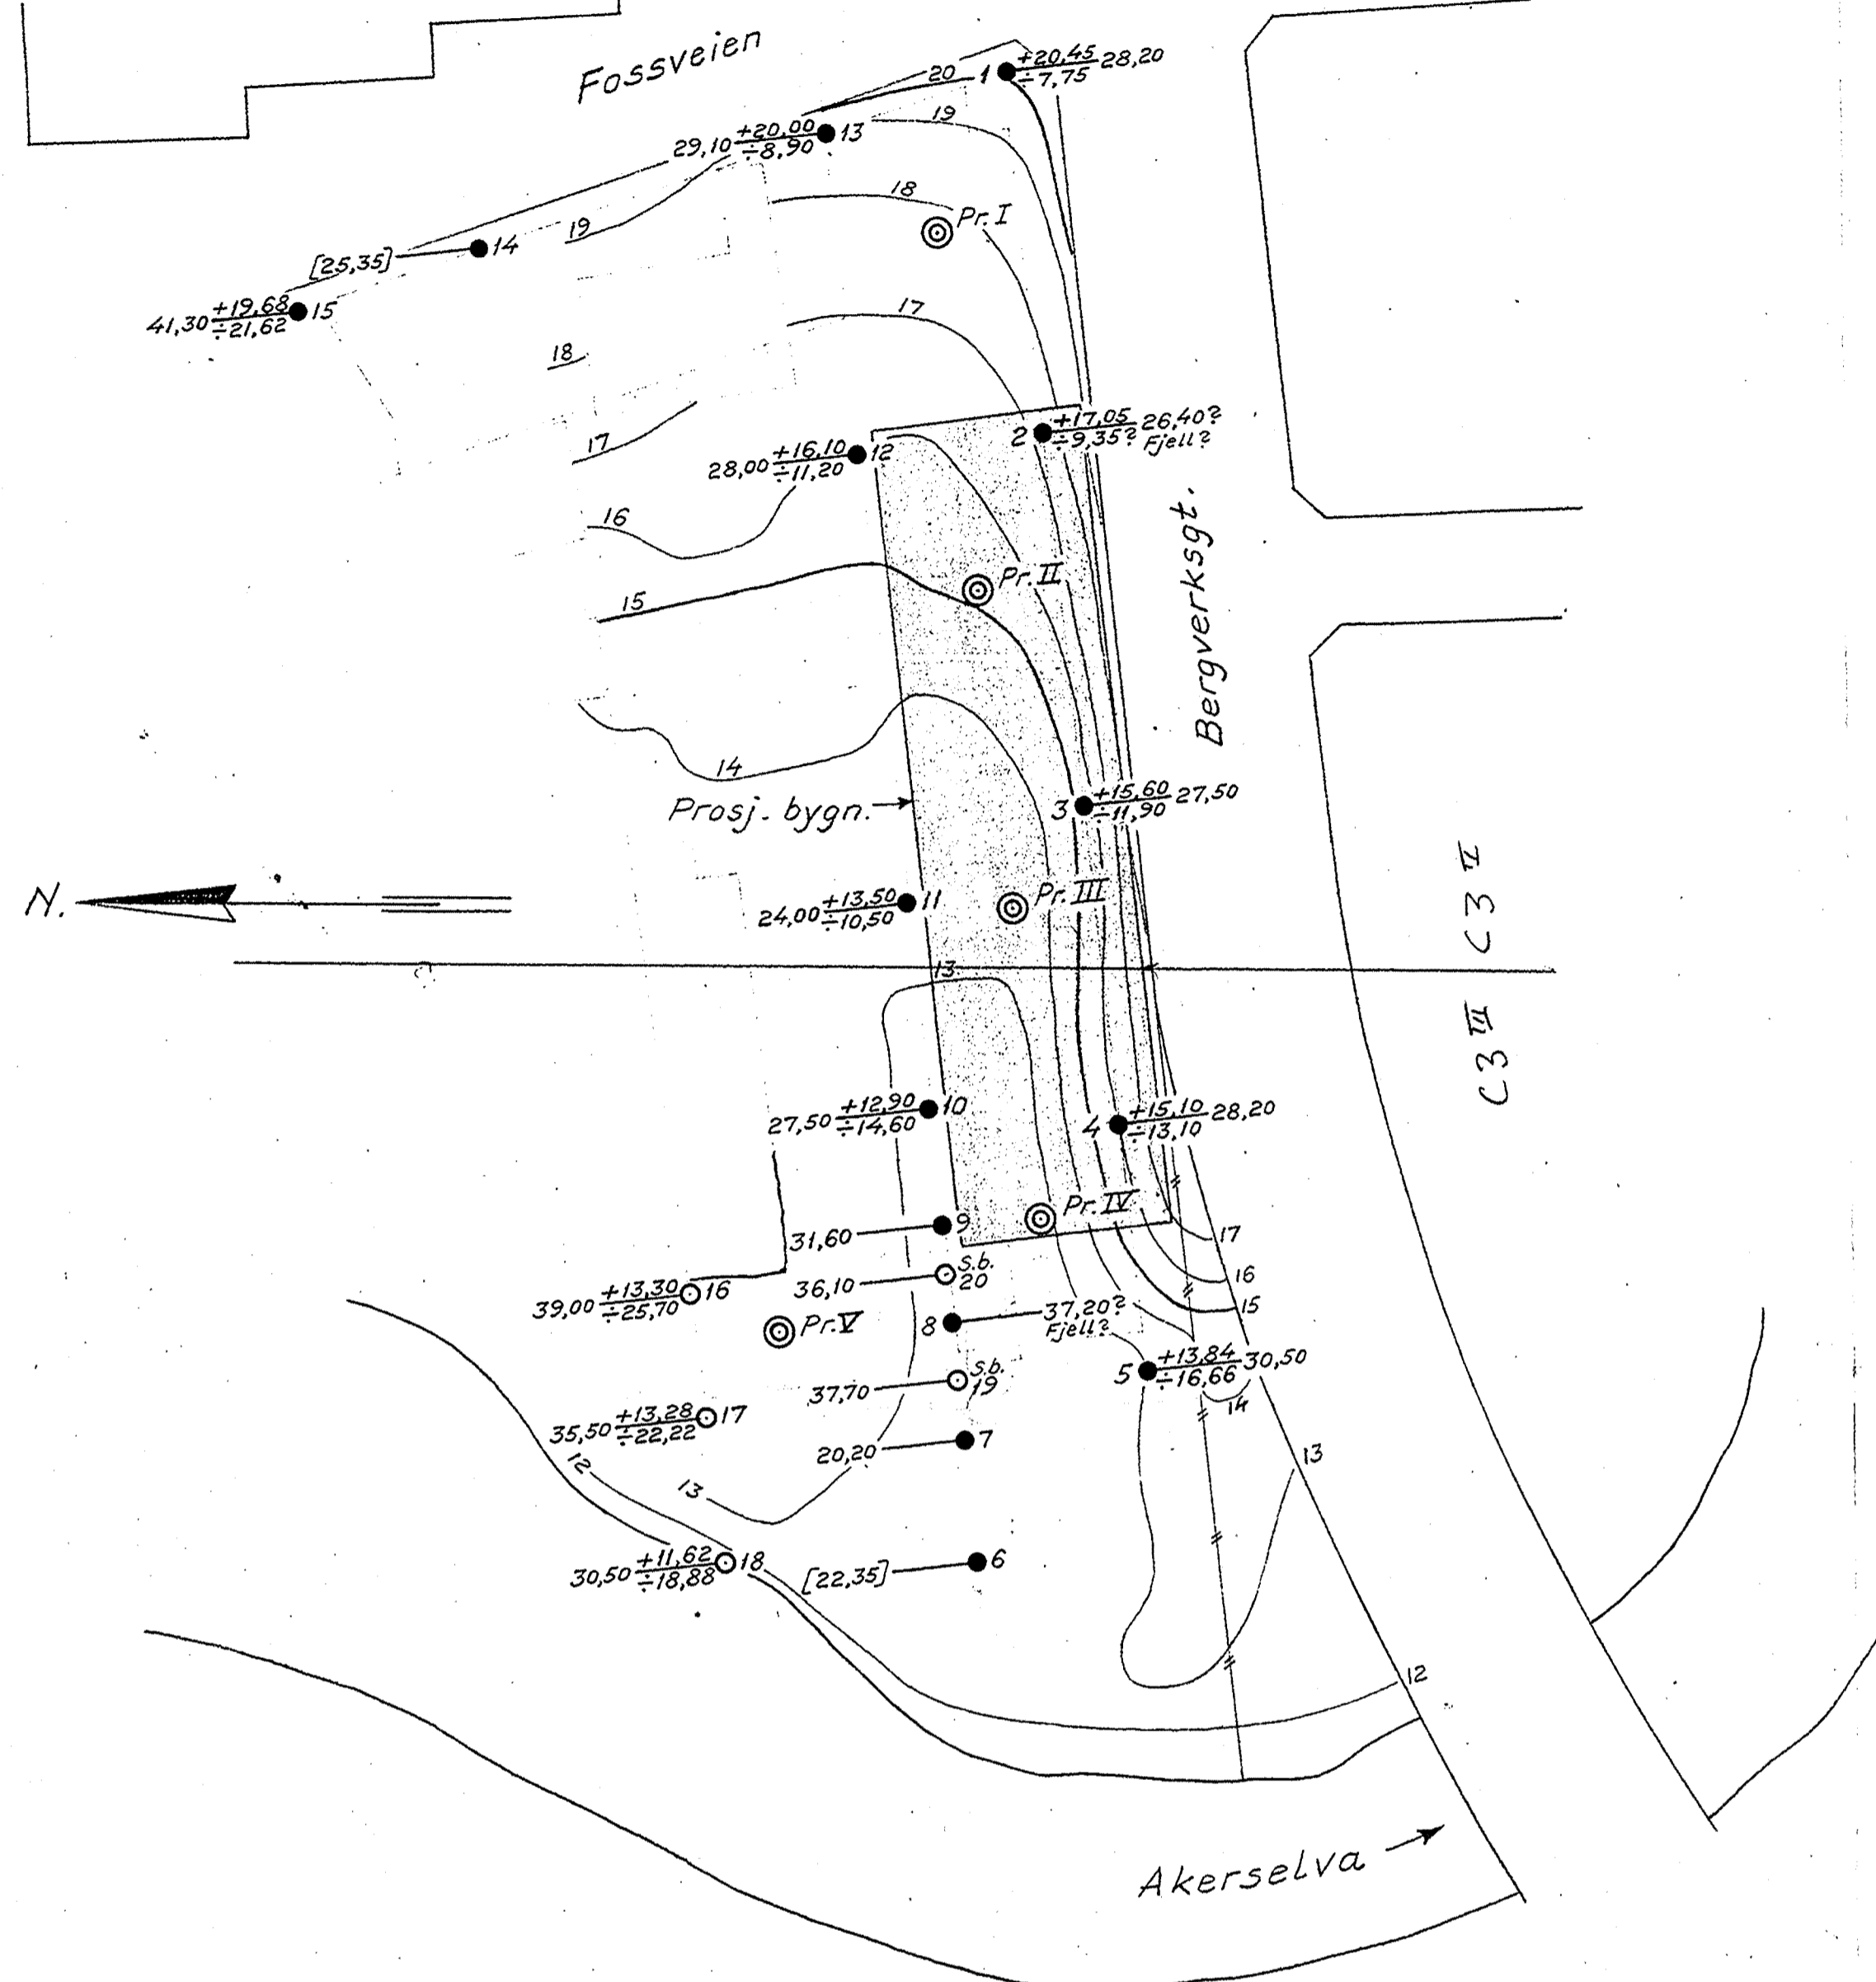 Fossveien
20 1 +20,45 28,20
÷7,75
19
29,10 +20,00 13
÷8,90
18
Pr. I
19
[25,35] 14
41,30 +19,68 15
÷21,62
17
18
2 +17,05 26,40?
÷9,35? Fjell?
17
28,00 +16,10 12
÷11,20
16
Bergverksgt.
Pr. II
15
14
Prosj. bygn.
3 +15,60 27,50
÷11,90
N.
24,00 +13,50 11
÷10,50
Pr. III
C3 II
C3 III
13
27,50 +12,90 10
÷14,60
4 +15,10 28,20
÷13,10
Pr. IV
31,60 9
17
S.b.
36,10 20
16
39,00 +13,30 16
÷25,70
15
Pr. V
8 37,20?
Fjell?
5 +13,84 30,50
÷16,66
S.b.
37,70 19
14
35,50 +13,28 17
÷22,22
20,20 7
13
12
13
30,50 +11,62 18
÷18,88
[22,35] 6
12
Akerselva